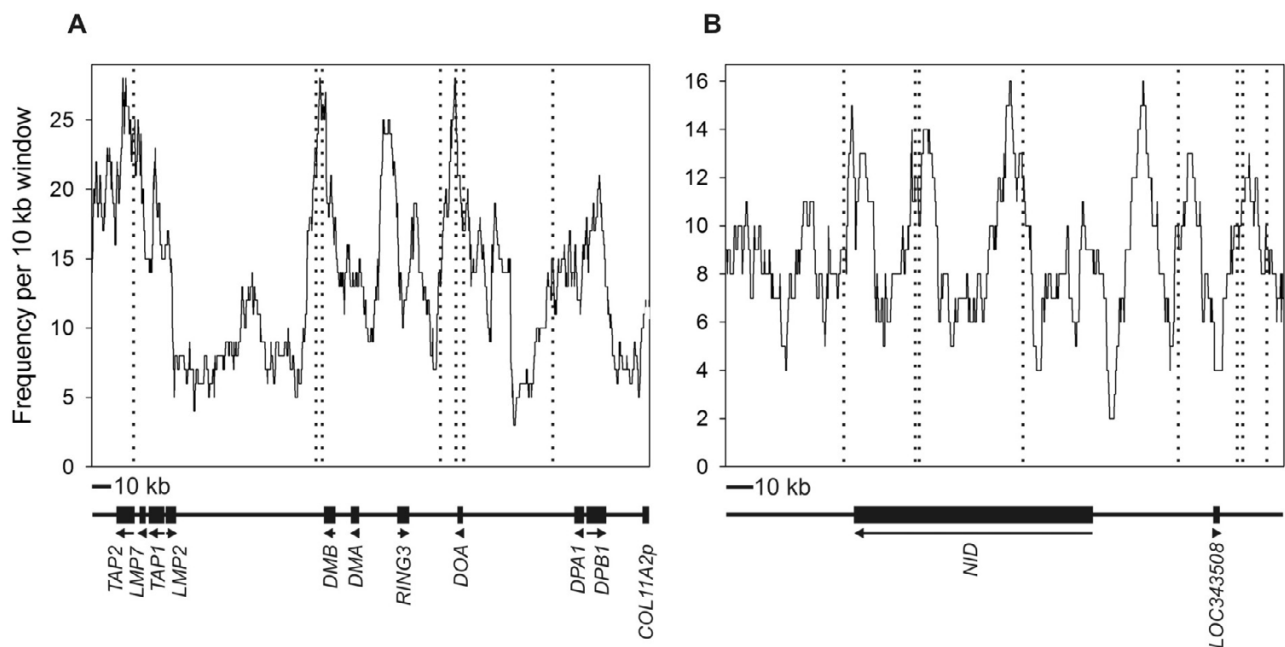 A
B
Frequency per 10 kb window
25
20
15
10
5
0
16
14
12
10
8
6
4
2
0
10 kb
10 kb
TAP2
LMP7
TAP1
LMP2
DMB
DMA
RING3
DOA
DPA1
DPB1
COL11A2p
NID
LOC343508